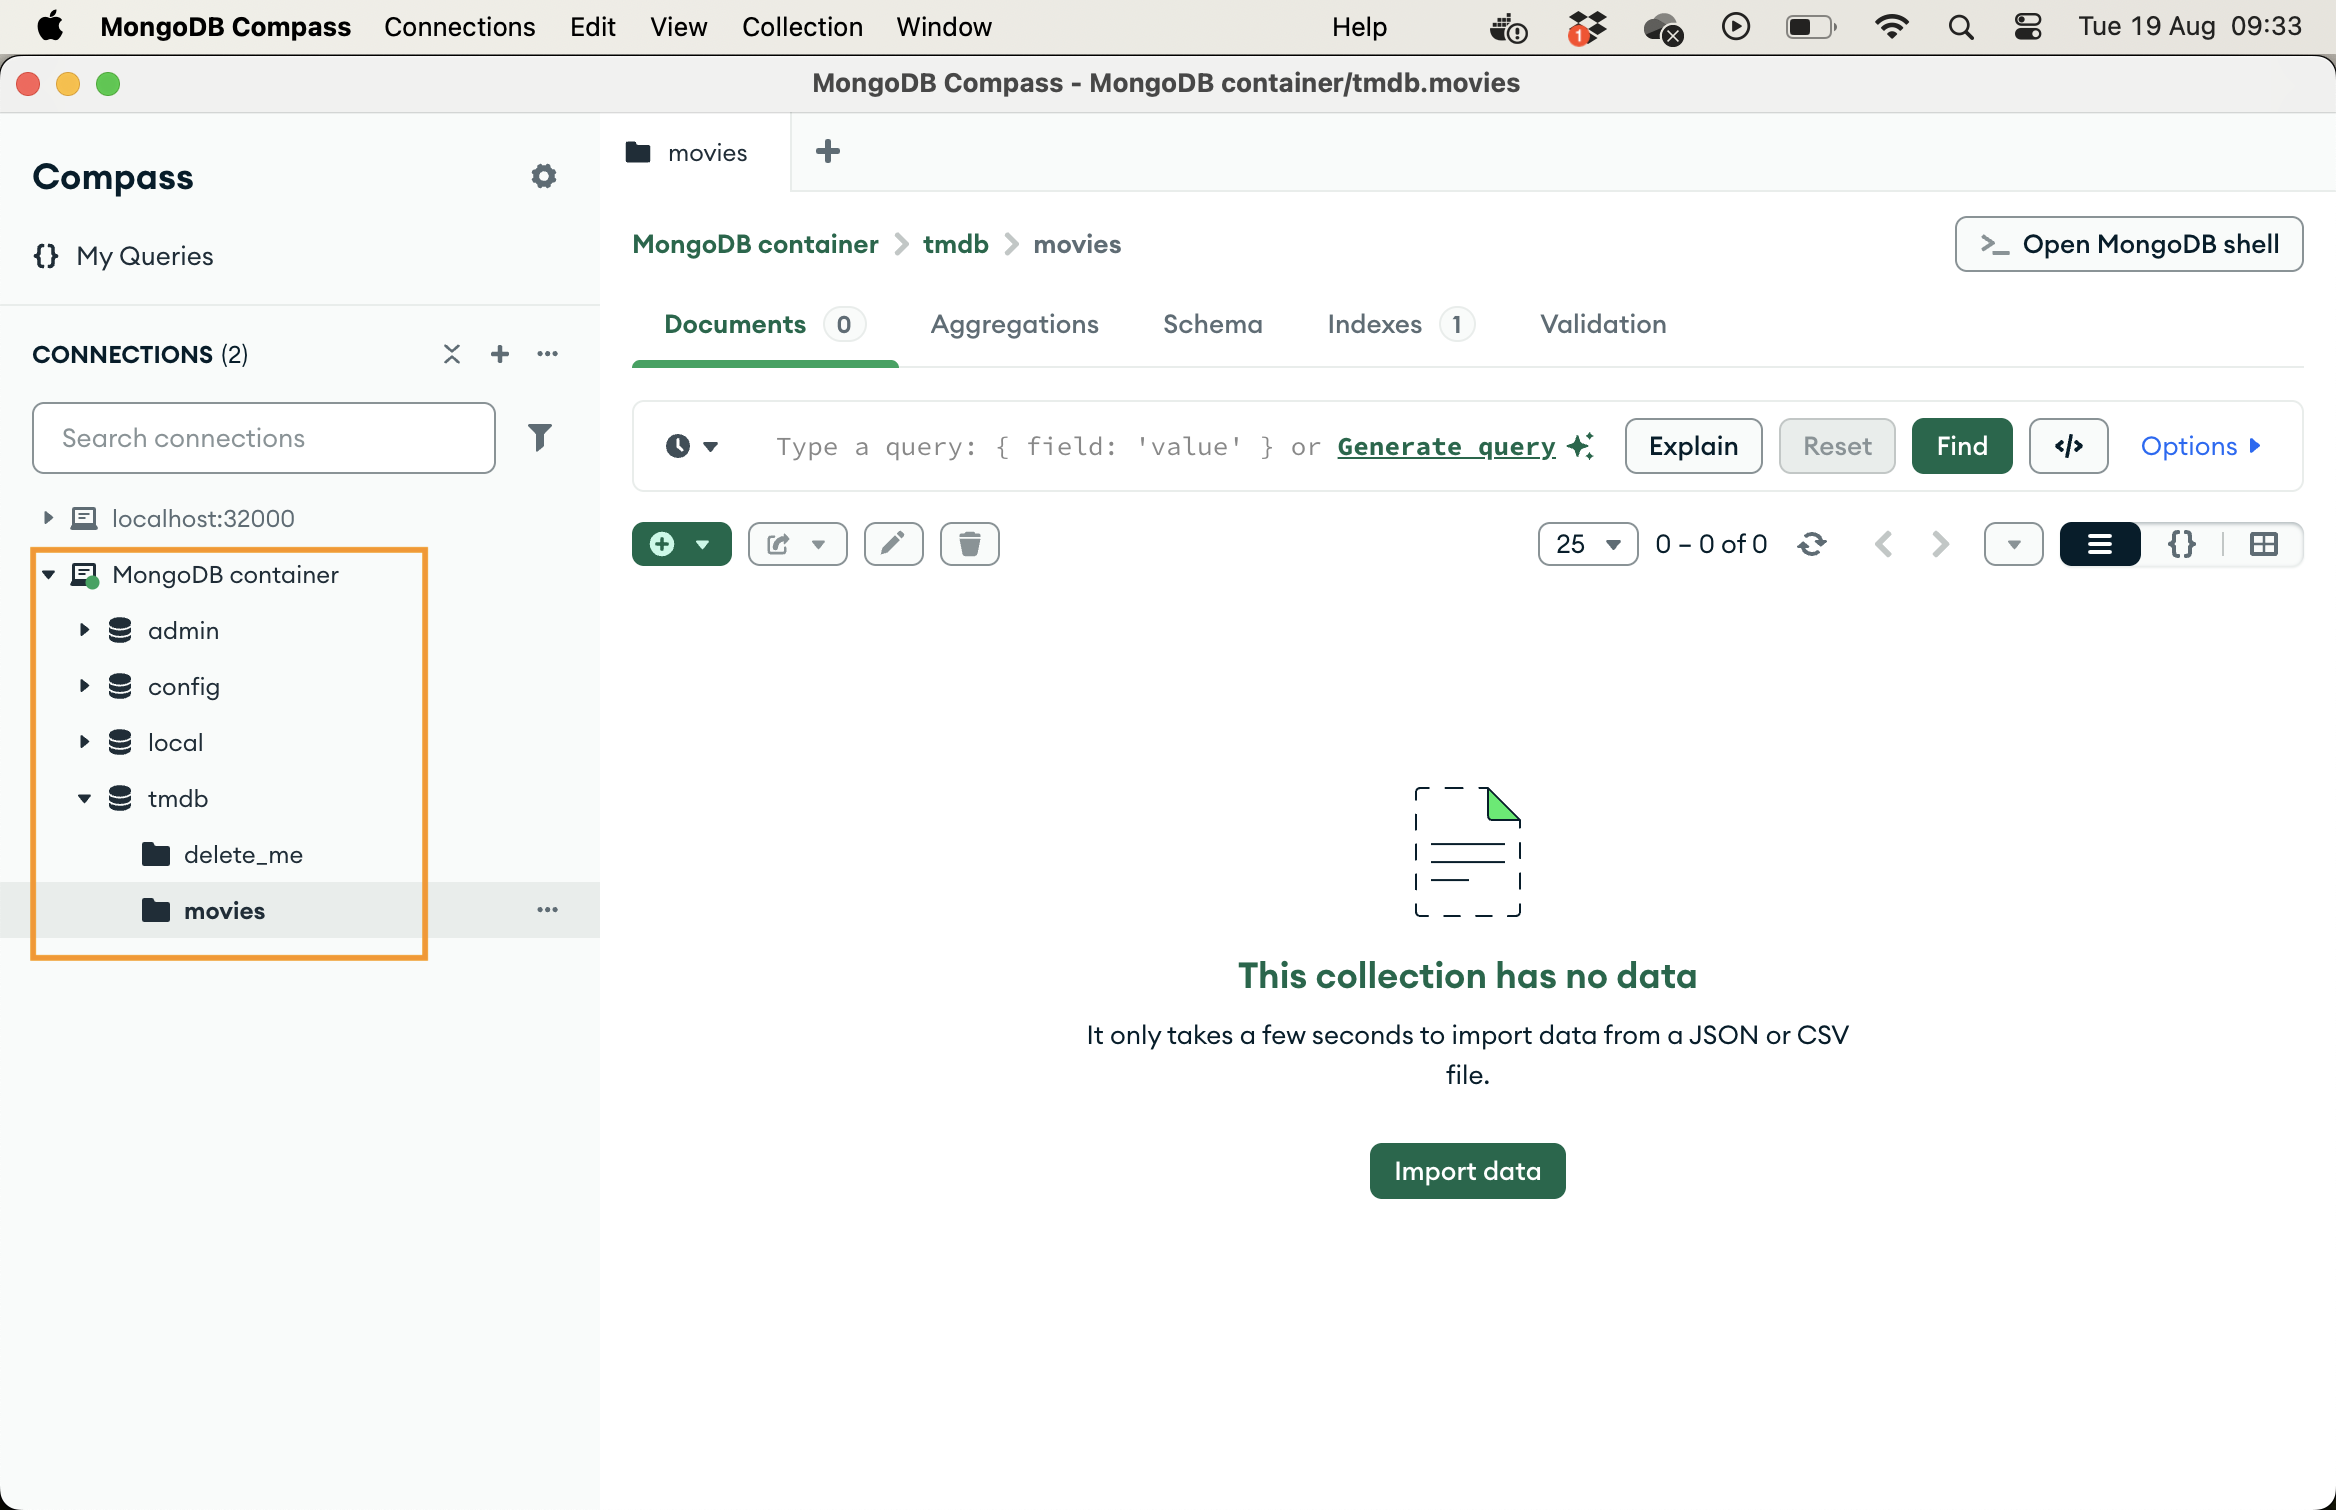 MongoDB Compass Connections Edit View Collection Window Help 1 Tue 19 Aug 09:33
MongoDB Compass - MongoDB container/tmdb.movies
Compass
My Queries
CONNECTIONS (2)
Search connections
localhost:32000
MongoDB container
admin
config
local
tmdb
delete_me
movies
movies
MongoDB container > tmdb > movies
>_ Open MongoDB shell
Documents 0 Aggregations Schema Indexes 1 Validation
Type a query: { field: 'value' } or Generate query Explain Reset Find </> Options
25 0 – 0 of 0 {}
This collection has no data
It only takes a few seconds to import data from a JSON or CSV
file.
Import data